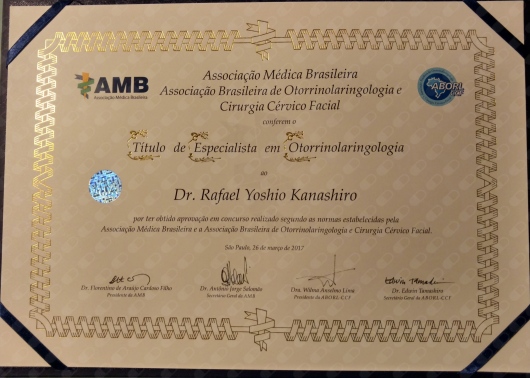 AMB
Associação Médica Brasileira
ABORL
CCF
Associação Médica Brasileira
Associação Brasileira de Otorrinolaringologia e
Cirurgia Cérvico Facial
conferem o
Título de Especialista em Otorrinolaringologia
ao
Dr. Rafael Yoshio Kanashiro
por ter obtido aprovação em concurso realizado segundo as normas estabelecidas pela
Associação Médica Brasileira e a Associação Brasileira de Otorrinolaringologia e Cirurgia Cérvico Facial.
São Paulo, 26 de março de 2017
Dr. Florentino de Araújo Cardoso Filho
Presidente da AMB
Dr. Antônio Jorge Salomão
Secretário Geral da AMB
Dra. Wilma Anselmo Lima
Presidente da ABORL-CCF
Dr. Edwin Tamashiro
Secretário Geral da ABORL-CCF